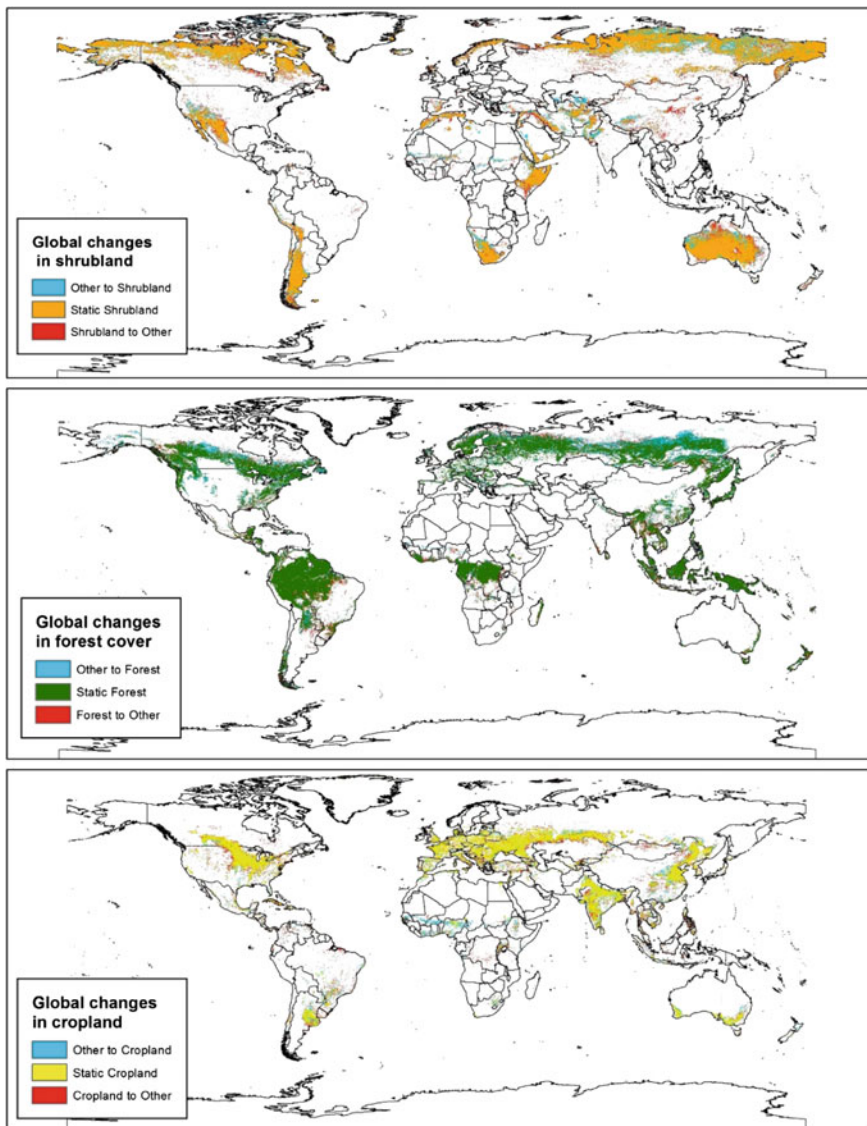 Global changes
in shrubland
Other to Shrubland
Static Shrubland
Shrubland to Other
Global changes
in forest cover
Other to Forest
Static Forest
Forest to Other
Global changes
in cropland
Other to Cropland
Static Cropland
Cropland to Other